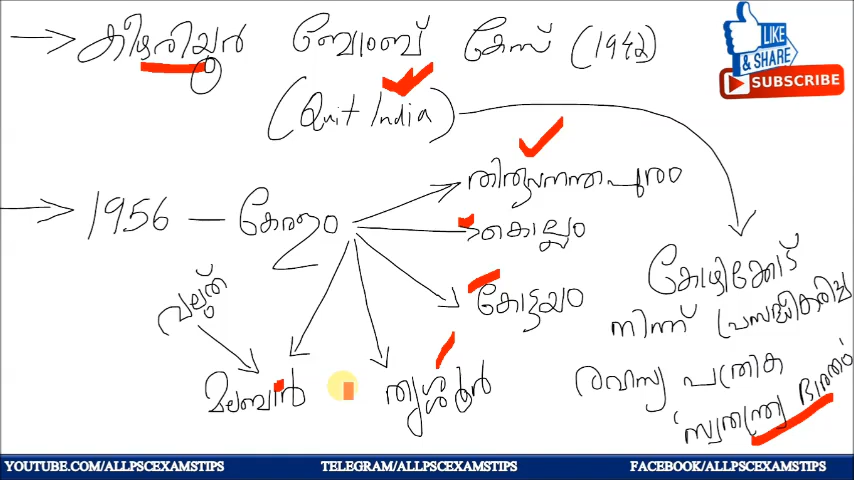 കീഴരിയൂർ ബോംബ് കേസ് (1942)
(Quit India)
LIKE
& SHARE
SUBSCRIBE
1956 — കേരളം
തിരുവനന്തപുരം
കൊല്ലം
കോട്ടയം
തൃശ്ശൂർ
മലബാർ
വലുത്
കോഴിക്കോട്
നിന്ന് പ്രസിദ്ധീകരിച്ച
രഹസ്യ പത്രിക
'സ്വതന്ത്ര ഭാരതം
YOUTUBE.COM/ALLPSCEXAMSTIPS TELEGRAM/ALLPSCEXAMSTIPS FACEBOOK/ALLPSCEXAMSTIPS